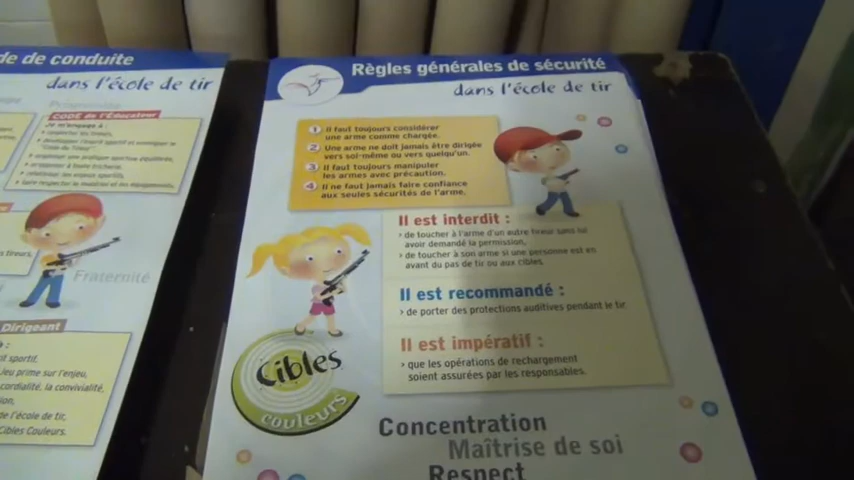 de de conduite
dans l'école de tir
CODE de L'Éducateur
Je m'engage à :
Fraternité
tireurs,
Dirigeant
sportif.
jeu prime sur l'enjeu,
cordialité, la convivialité,
de l'école de tir,
Cibles Couleurs.
Règles générales de sécurité
dans l'école de tir
1 Il faut toujours considérer
une arme comme chargée.
2 Une arme ne doit jamais être dirigée
vers soi-même ou vers quelqu'un.
3 Il faut toujours manipuler
les armes avec précaution.
4 Il ne faut jamais faire confiance
aux seules sécurités de l'arme.
Il est interdit :
› de toucher à l'arme d'un autre tireur sans lui
avoir demandé la permission,
› de toucher à son arme si une personne est en
avant du pas de tir ou aux cibles.
Il est recommandé :
› de porter des protections auditives pendant le tir
Il est impératif :
› que les opérations de rechargement
soient assurées par les responsables.
Cibles
couleurs
Concentration
Maîtrise de soi
Respect